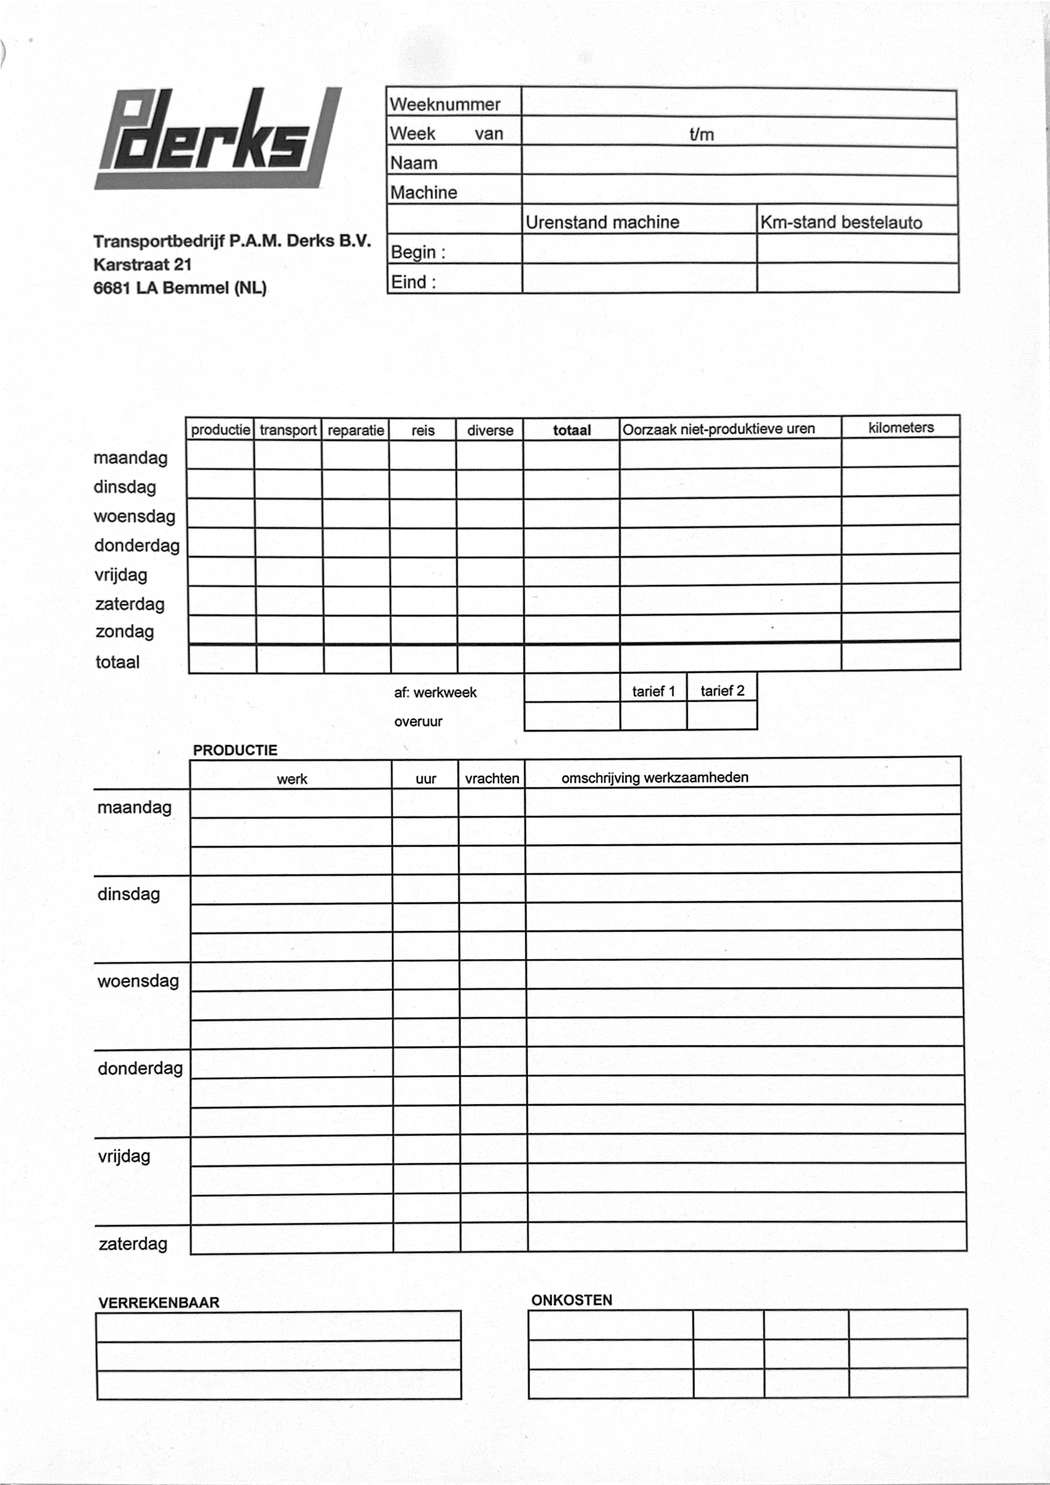 Pderks
Transportbedrijf P.A.M. Derks B.V.
Karstraat 21
6681 LA Bemmel (NL)
Weeknummer
Week van t/m
Naam
Machine
Urenstand machine Km-stand bestelauto
Begin :
Eind :
productie transport reparatie reis diverse totaal Oorzaak niet-produktieve uren kilometers
maandag
dinsdag
woensdag
donderdag
vrijdag
zaterdag
zondag
totaal
af: werkweek tarief 1 tarief 2
overuur
PRODUCTIE
werk uur vrachten omschrijving werkzaamheden
maandag
dinsdag
woensdag
donderdag
vrijdag
zaterdag
VERREKENBAAR
ONKOSTEN